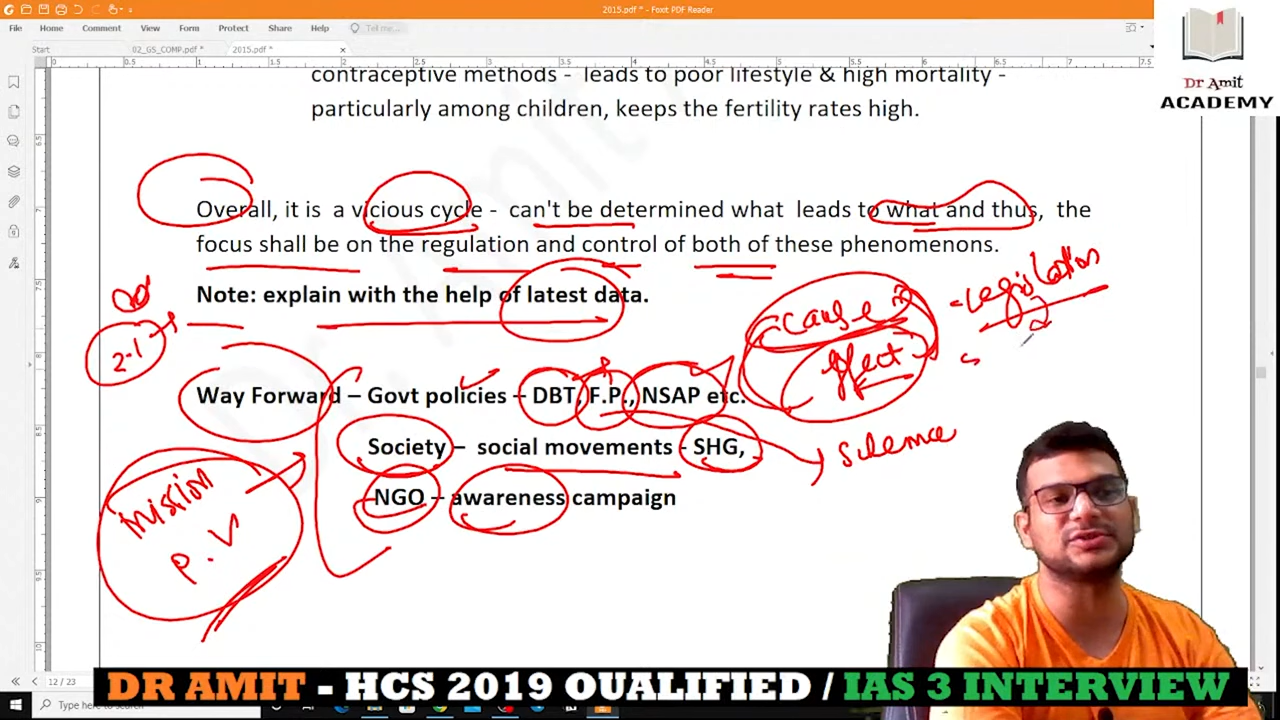 2015.pdf * - Foxit PDF Reader
File Home Comment View Form Protect Share Help Tell me...
Start 02_GS_COMP.pdf * 2015.pdf *
Dr Amit
ACADEMY
contraceptive methods - leads to poor lifestyle & high mortality -
particularly among children, keeps the fertility rates high.
Overall, it is a vicious cycle - can't be determined what leads to what and thus, the
focus shall be on the regulation and control of both of these phenomenons.
Note: explain with the help of latest data.
- Legislation
2
cause
effect
2.1
Way Forward – Govt policies – DBT, F.P., NSAP etc.
Society – social movements - SHG,
NGO – awareness campaign
mission
P.V
12 / 23
DR AMIT - HCS 2019 QUALIFIED / IAS 3 INTERVIEW
Type here to search